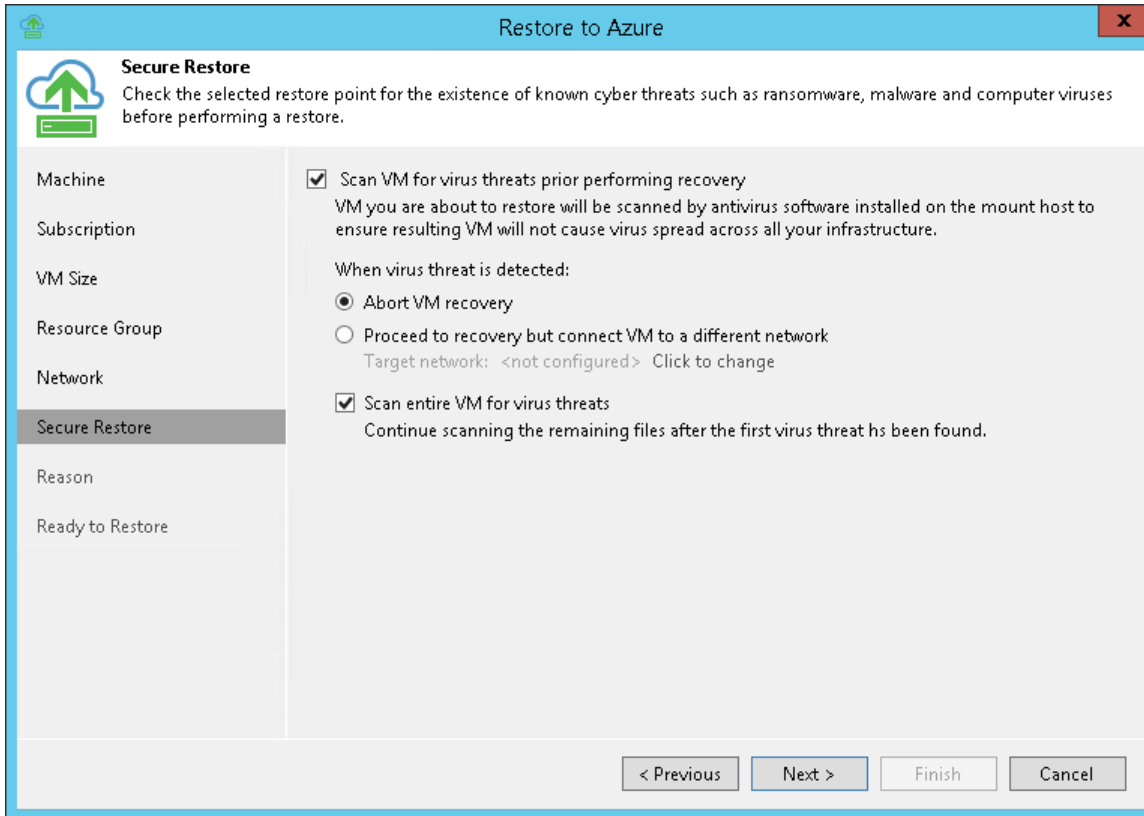 Restore to Azure
x
Secure Restore
Check the selected restore point for the existence of known cyber threats such as ransomware, malware and computer viruses
before performing a restore.
Machine
Subscription
VM Size
Resource Group
Network
Secure Restore
Reason
Ready to Restore
Scan VM for virus threats prior performing recovery
VM you are about to restore will be scanned by antivirus software installed on the mount host to
ensure resulting VM will not cause virus spread across all your infrastructure.
When virus threat is detected:
Abort VM recovery
Proceed to recovery but connect VM to a different network
Target network: <not configured> Click to change
Scan entire VM for virus threats
Continue scanning the remaining files after the first virus threat hs been found.
< Previous
Next >
Finish
Cancel